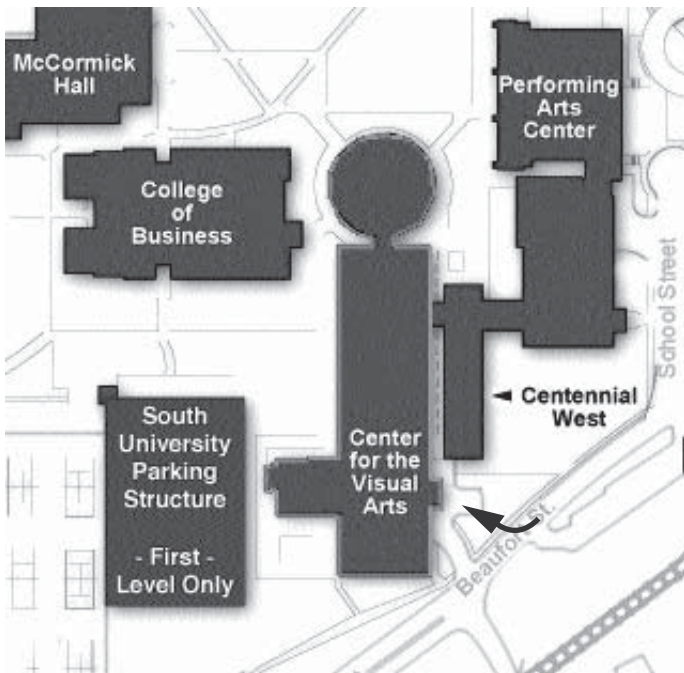 McCormick
Hall
Performing
Arts
Center
College
of
Business
School Street
◄ Centennial
West
South
University
Parking
Structure
- First -
Level Only
Center
for the
Visual
Arts
Beaufort St.